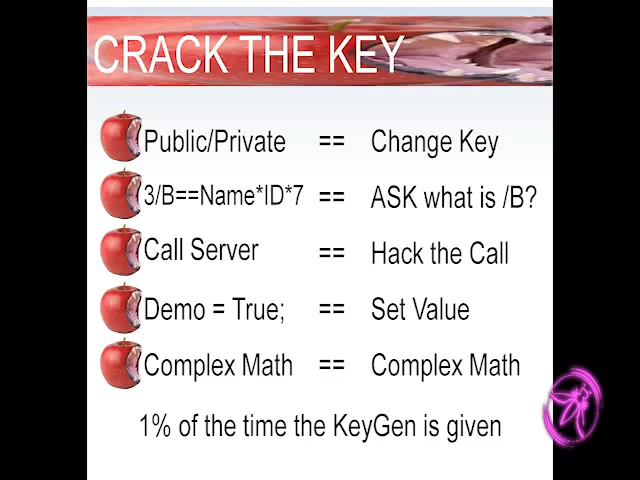 CRACK THE KEY
Public/Private == Change Key
3/B==Name*ID*7 == ASK what is /B?
Call Server == Hack the Call
Demo = True; == Set Value
Complex Math == Complex Math
1% of the time the KeyGen is given